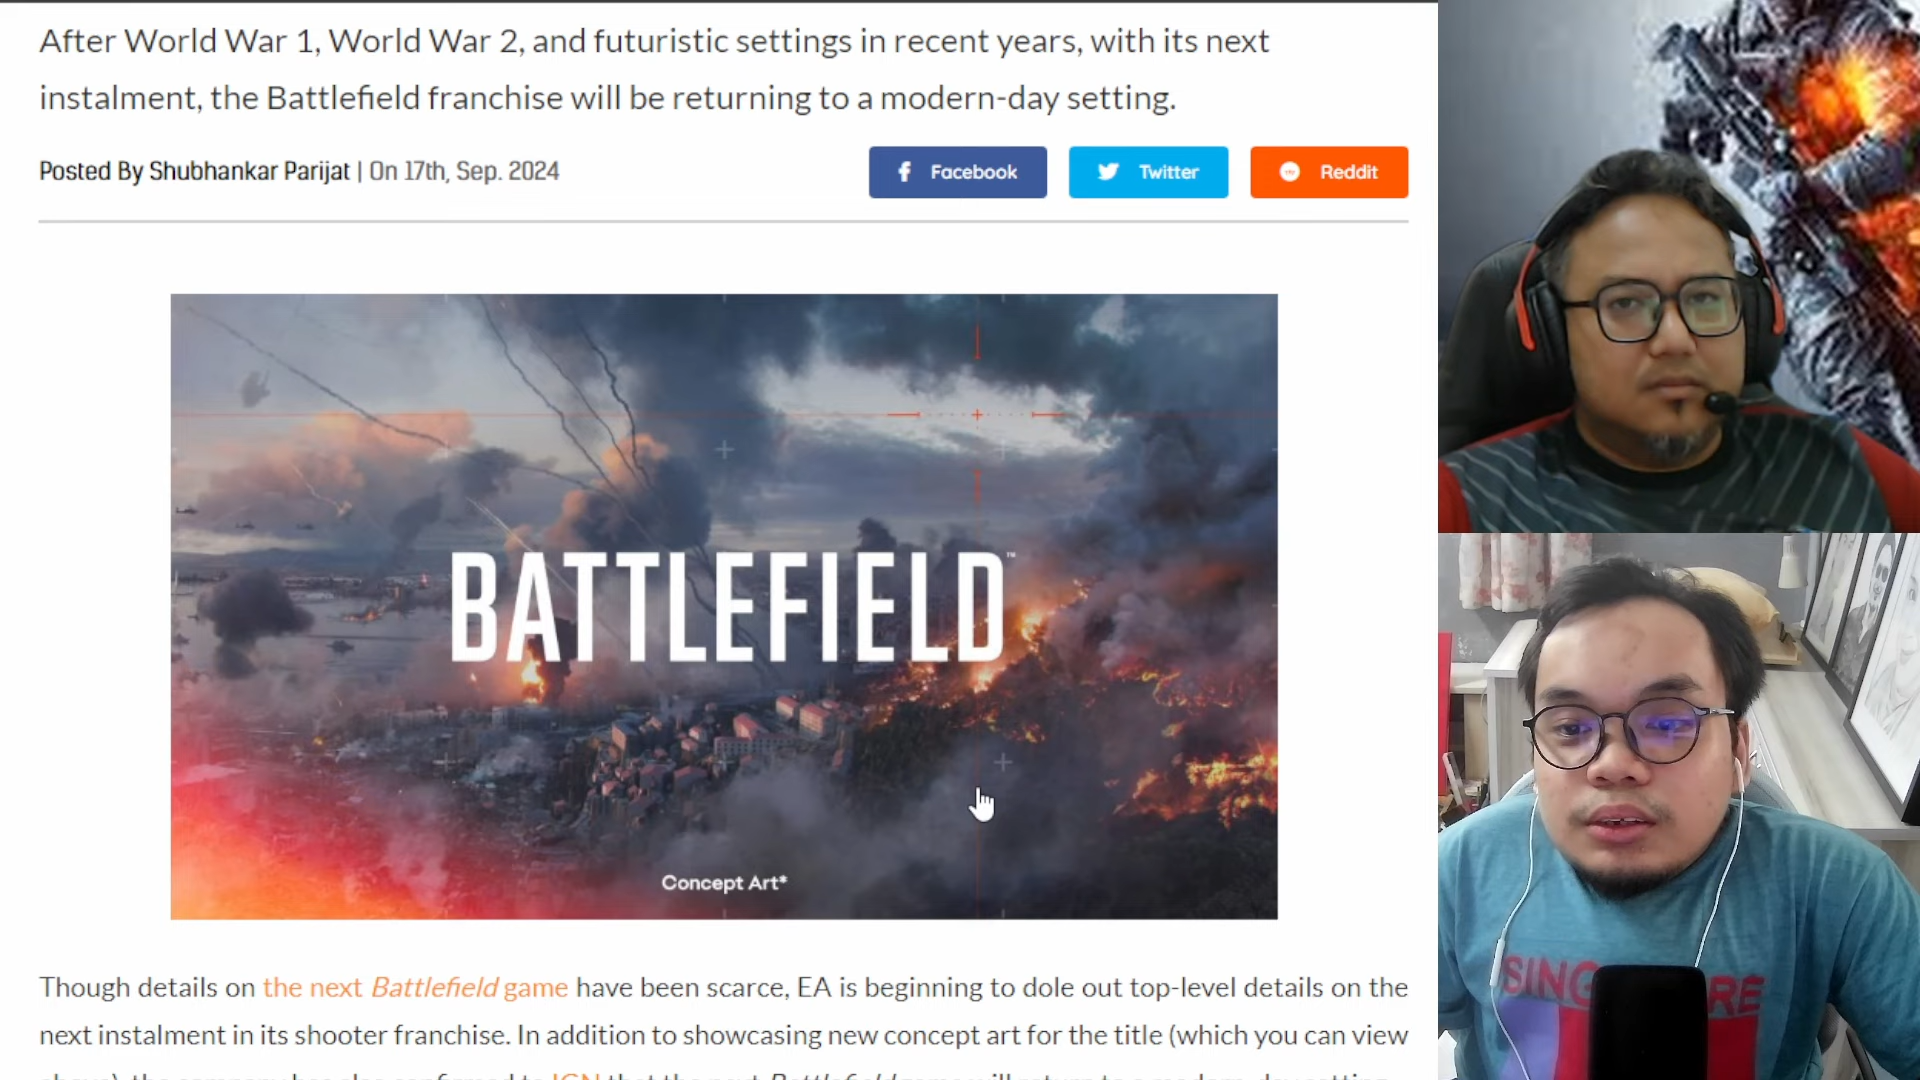 After World War 1, World War 2, and futuristic settings in recent years, with its next
instalment, the Battlefield franchise will be returning to a modern-day setting.
Posted By Shubhankar Parijat | On 17th, Sep. 2024
Facebook
Twitter
Reddit
BATTLEFIELD™
Concept Art*
Though details on the next Battlefield game have been scarce, EA is beginning to dole out top-level details on the
next instalment in its shooter franchise. In addition to showcasing new concept art for the title (which you can view